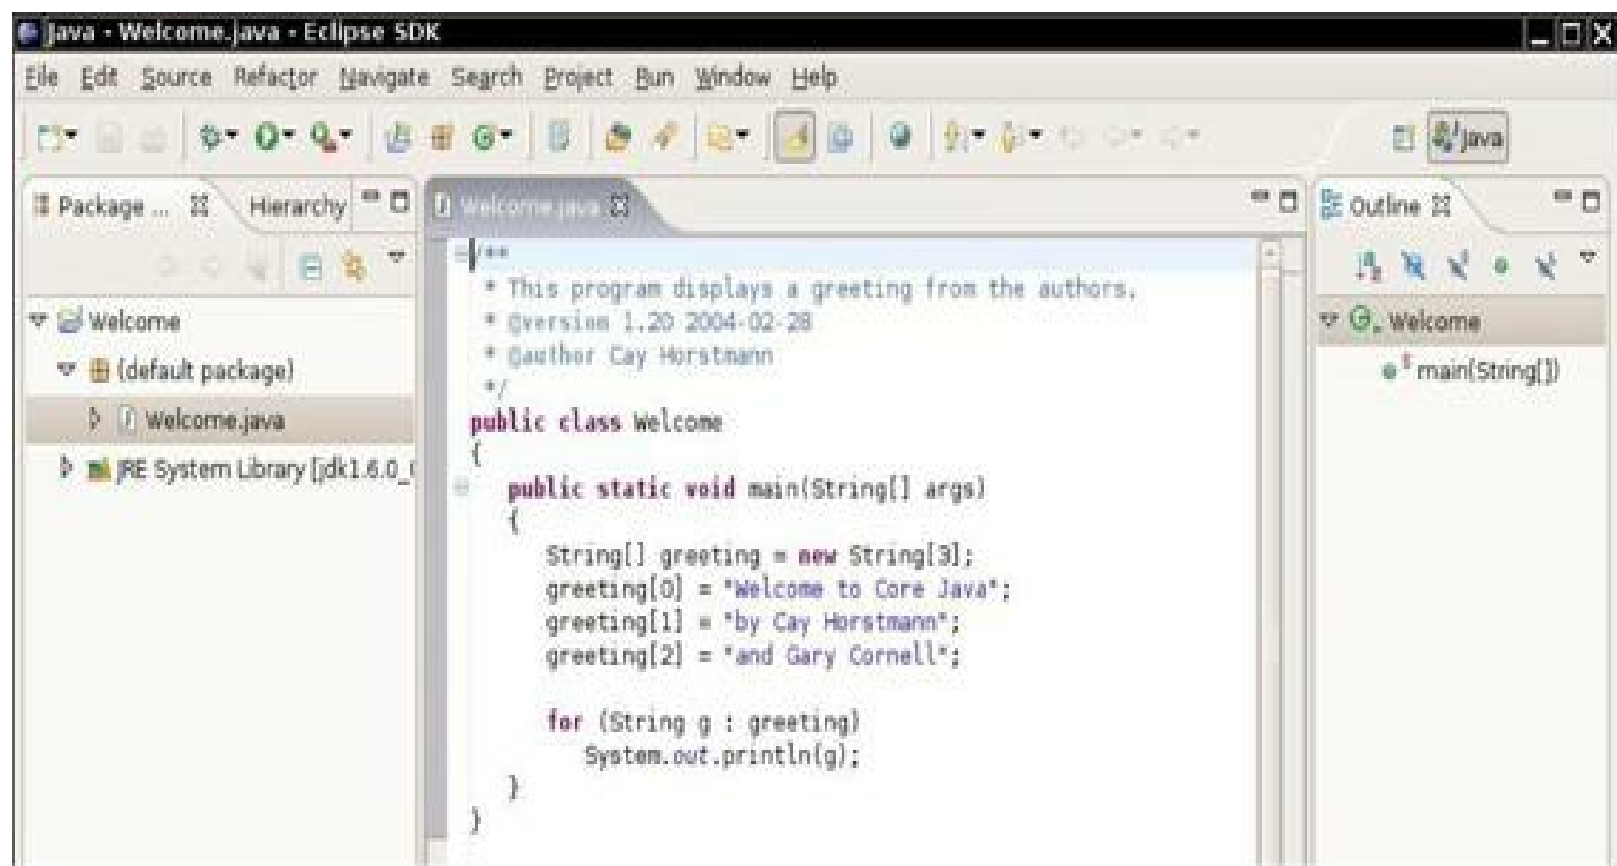 Java - Welcome.java - Eclipse SDK
File Edit Source Refactor Navigate Search Project Run Window Help
Java
Package ... Hierarchy
Welcome
(default package)
Welcome.java
JRE System Library [jdk1.6.0_
Welcome.java
/**
* This program displays a greeting from the authors.
* @version 1.20 2004-02-28
* @author Cay Horstmann
*/
public class Welcome
{
public static void main(String[] args)
{
String[] greeting = new String[3];
greeting[0] = "Welcome to Core Java";
greeting[1] = "by Cay Horstmann";
greeting[2] = "and Gary Cornell";
for (String g : greeting)
System.out.println(g);
}
}
Outline
Welcome
main(String[])